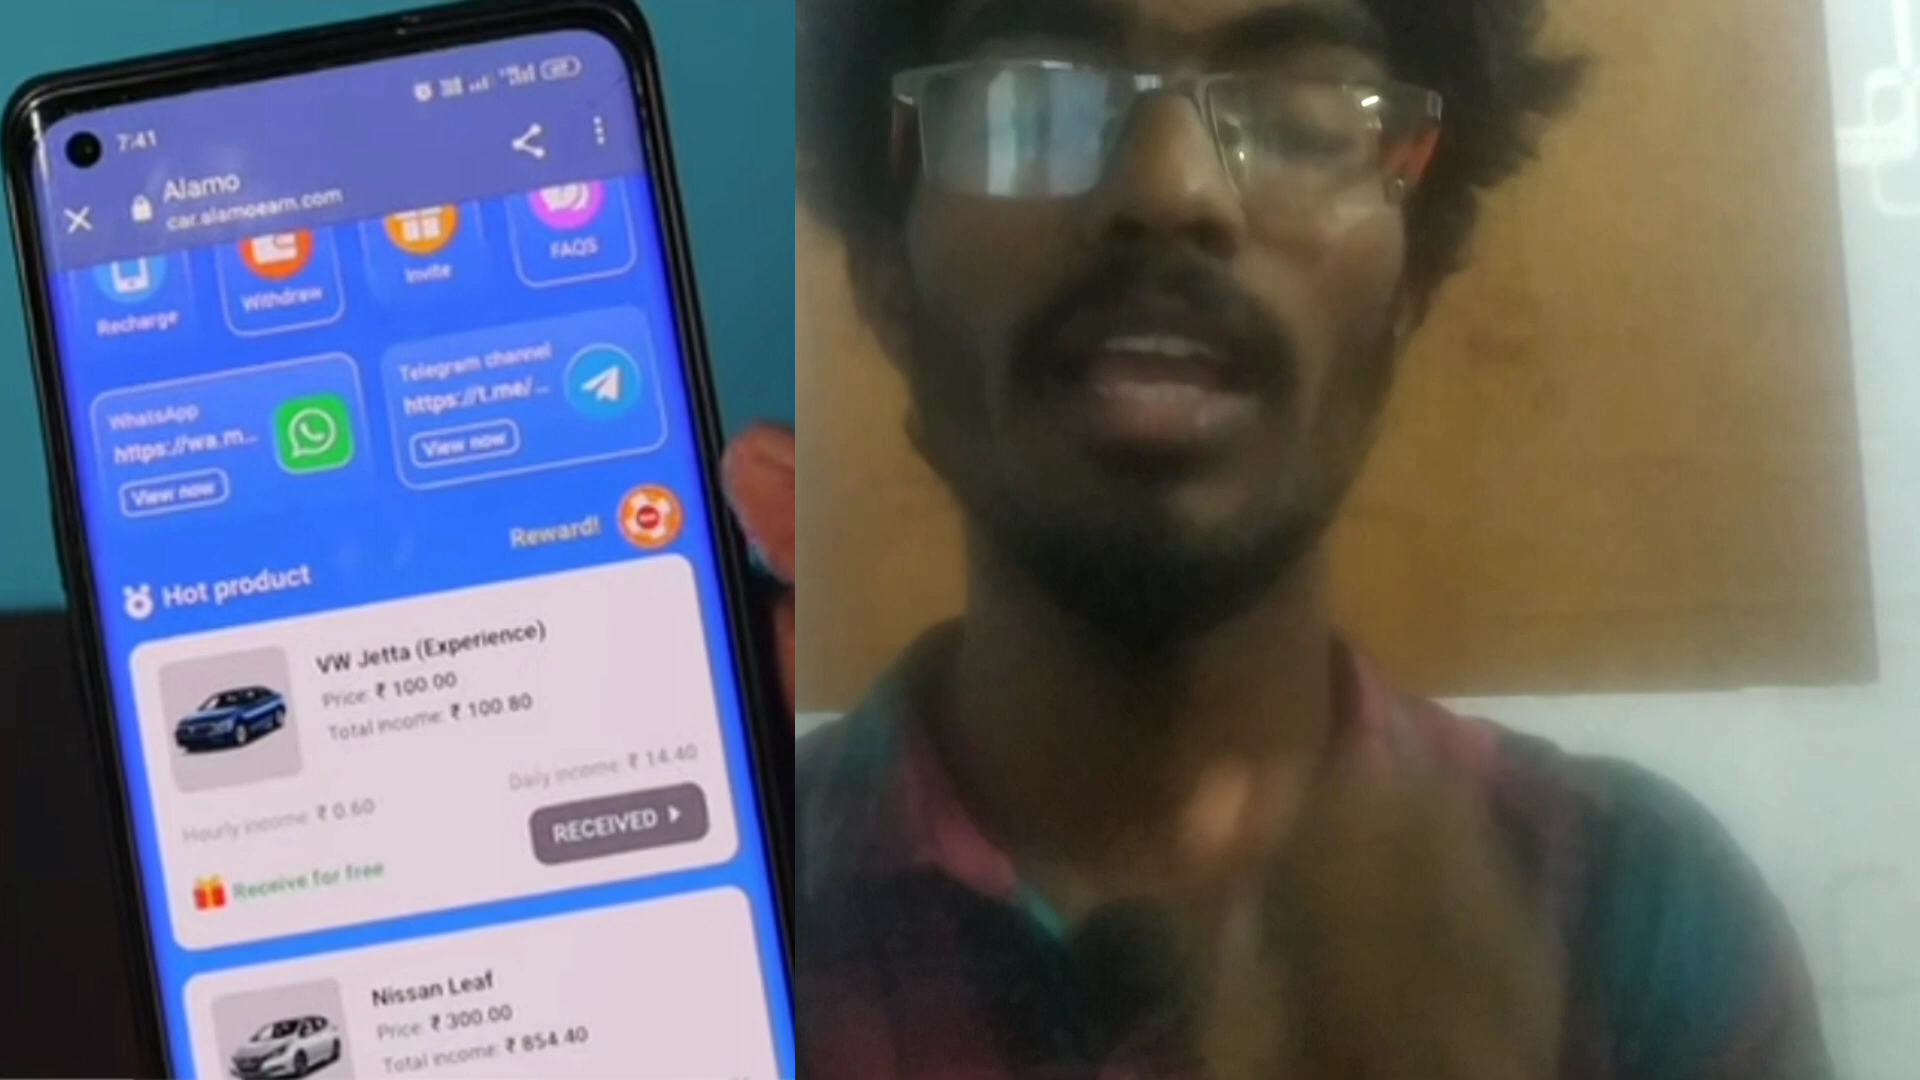 7:41
Alamo
car.alamoearn.com
Recharge
Withdraw
Invite
FAQS
WhatsApp
https://wa.m...
View now
Telegram channel
https://t.me/...
View now
Reward!
Hot product
VW Jetta (Experience)
Price: ₹ 100.00
Total income: ₹ 100.80
Hourly income: ₹ 0.60
Daily income: ₹ 14.40
RECEIVED
Receive for free
Nissan Leaf
Price: ₹ 300.00
Total income: ₹ 854.40